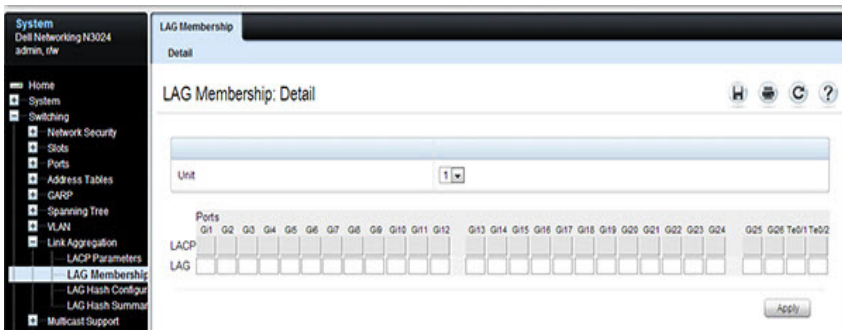 System
Dell Networking N3024
admin, r/w
LAG Membership
Detail
Home
System
Switching
Network Security
Slots
Ports
Address Tables
GARP
Spanning Tree
VLAN
Link Aggregation
LACP Parameters
LAG Membership
LAG Hash Configur
LAG Hash Summar
Multicast Support
LAG Membership: Detail
Unit 1
Ports
Gi1 Gi2 Gi3 Gi4 Gi5 Gi6 Gi7 Gi8 Gi9 Gi10 Gi11 Gi12 Gi13 Gi14 Gi15 Gi16 Gi17 Gi18 Gi19 Gi20 Gi21 Gi22 Gi23 Gi24 Gi25 Gi26 Te0/1 Te0/2
LACP
LAG
Apply